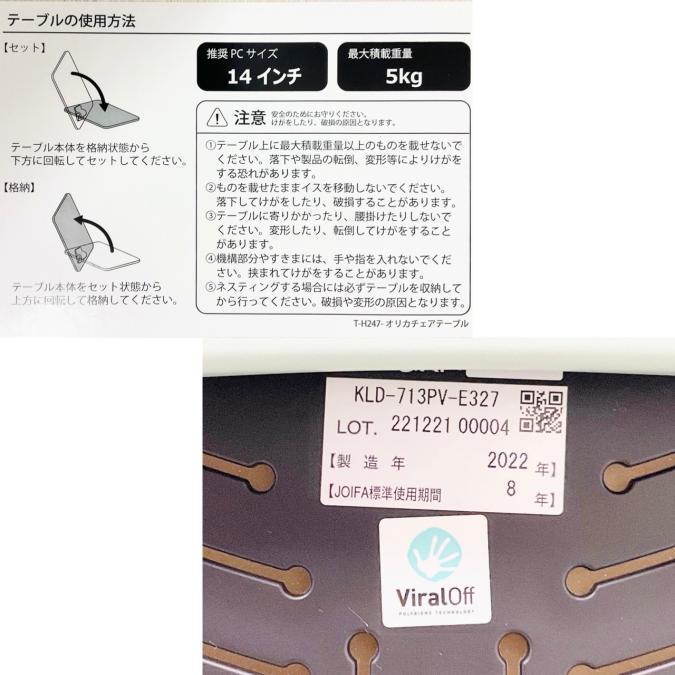 テーブルの使用方法
【セット】
テーブル本体を格納状態から
下方に回転してセットしてください。
【格納】
テーブル本体をセット状態から
上方に回転して格納してください。
推奨PCサイズ
14インチ
最大積載重量
5kg
注意 安全のためにお守りください。
けがをしたり、破損の原因となります。
①テーブル上に最大積載重量以上のものを載せないで
ください。落下や製品の転倒、変形等によりけがを
する恐れがあります。
②ものを載せたままイスを移動しないでください。
落下してけがをしたり、破損することがあります。
③テーブルに寄りかかったり、腰掛けたりしないで
ください。変形したり、転倒してけがをすること
があります。
④機構部分やすきまには、手や指を入れないでくだ
さい。挟まれてけがをすることがあります。
⑤ネスティングする場合には必ずテーブルを収納して
から行ってください。破損や変形の原因となります。
T-H247-オリカチェアテーブル
KLD-713PV-E327
LOT. 221221 00004
【製造年 2022年】
【JOIFA標準使用期間 8年】
ViralOff
POLYGIENE TECHNOLOGY